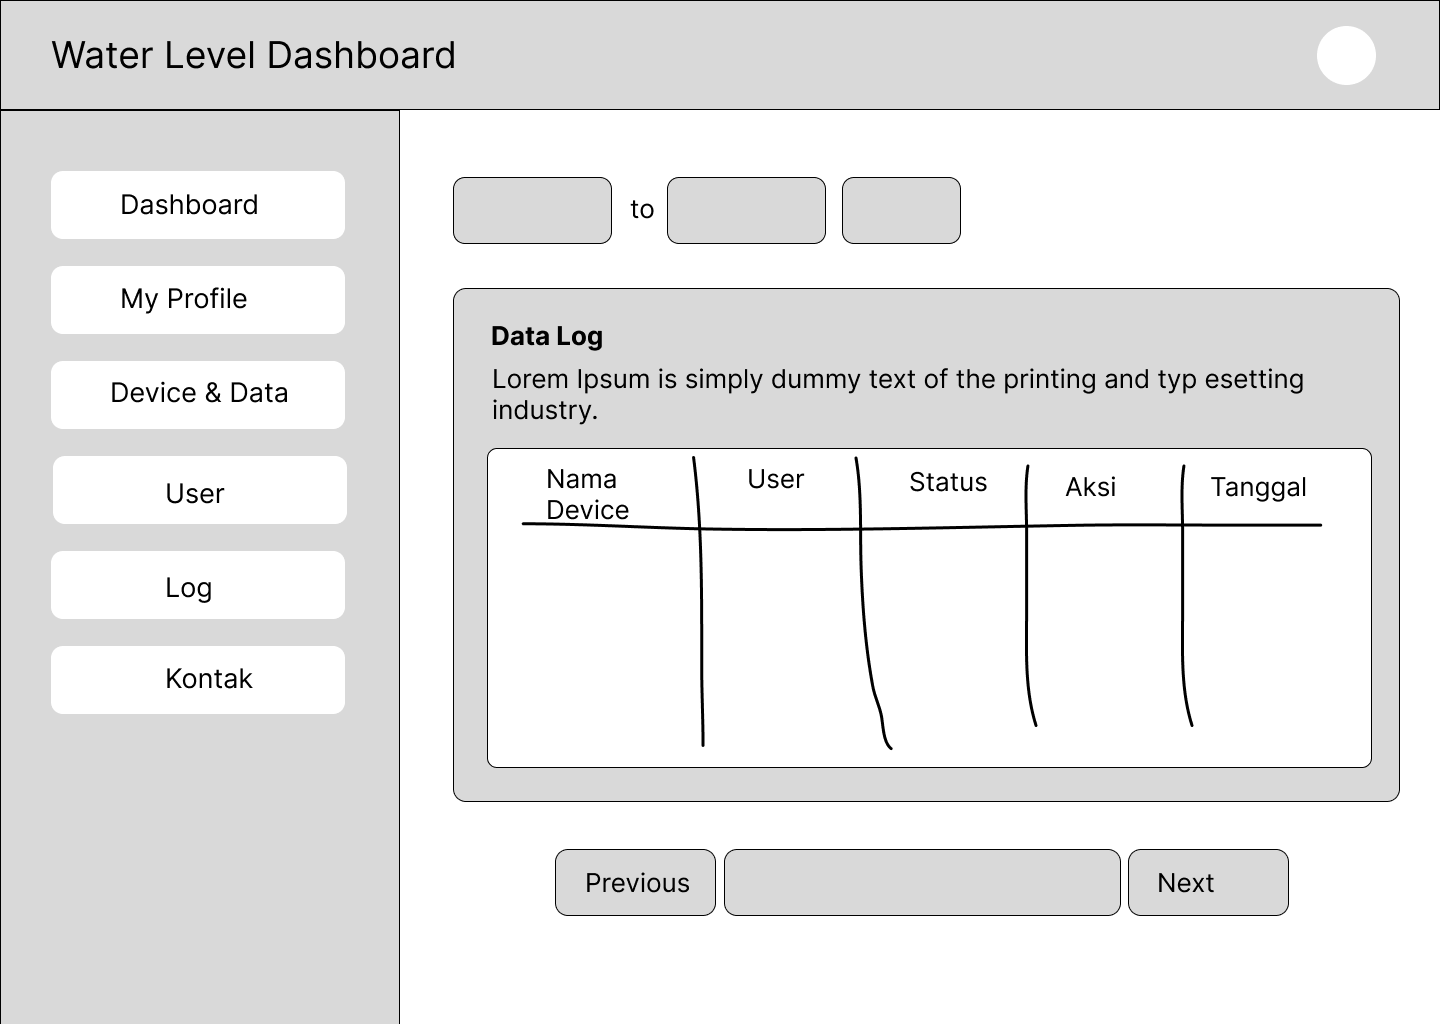 Water Level Dashboard
Dashboard
My Profile
Device & Data
User
Log
Kontak
to
Data Log
Lorem Ipsum is simply dummy text of the printing and typ esetting
industry.
Nama
Device
User
Status
Aksi
Tanggal
Previous
Next